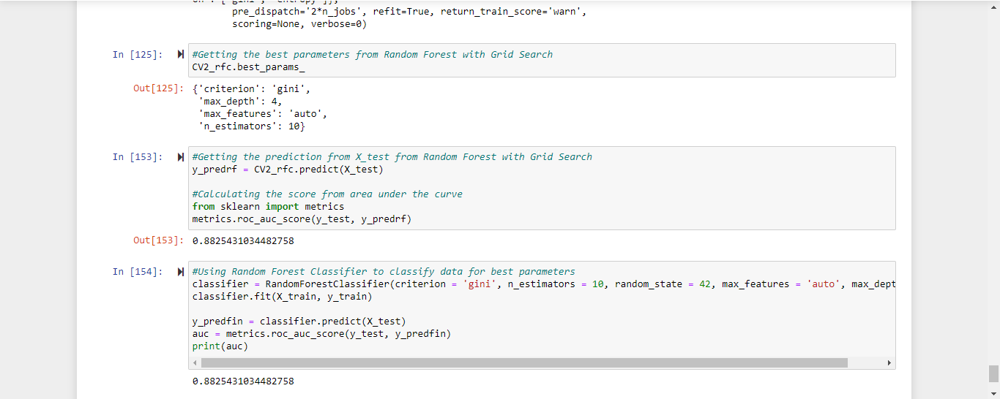 pre_dispatch='2*n_jobs', refit=True, return_train_score='warn',
scoring=None, verbose=0)
In [125]:
#Getting the best parameters from Random Forest with Grid Search
CV2_rfc.best_params_
Out[125]:
{'criterion': 'gini',
'max_depth': 4,
'max_features': 'auto',
'n_estimators': 10}
In [153]:
#Getting the prediction from X_test from Random Forest with Grid Search
y_predrf = CV2_rfc.predict(X_test)
#Calculating the score from area under the curve
from sklearn import metrics
metrics.roc_auc_score(y_test, y_predrf)
Out[153]:
0.8825431034482758
In [154]:
#Using Random Forest Classifier to classify data for best parameters
classifier = RandomForestClassifier(criterion = 'gini', n_estimators = 10, random_state = 42, max_features = 'auto', max_dept
classifier.fit(X_train, y_train)
y_predfin = classifier.predict(X_test)
auc = metrics.roc_auc_score(y_test, y_predfin)
print(auc)
0.8825431034482758